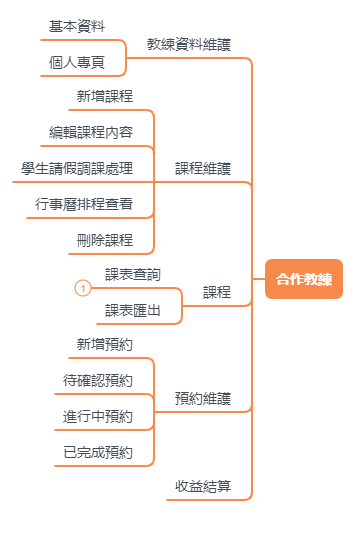 合作教練
教練資料維護
基本資料
個人專頁
課程維護
新增課程
編輯課程內容
學生請假調課處理
行事曆排程查看
刪除課程
課程
課表查詢
1
課表匯出
預約維護
新增預約
待確認預約
進行中預約
已完成預約
收益結算